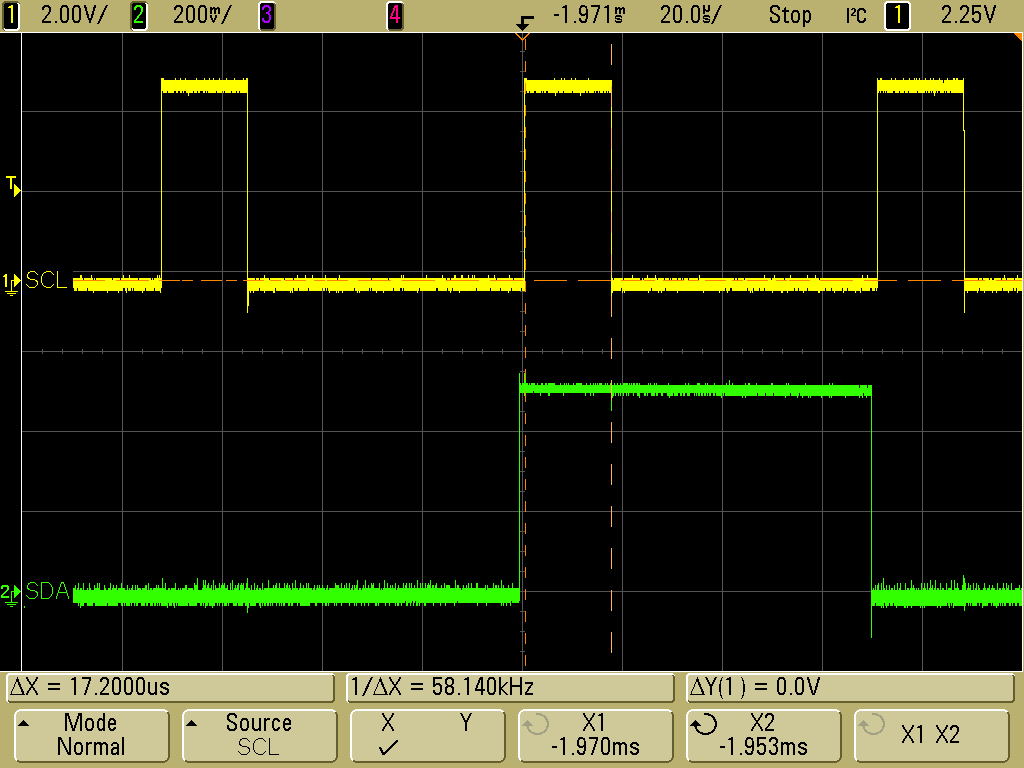 1 2.00V/ 2 200mV/ 3 4 -1.971ms 20.0µs/ Stop I²C 1 2.25V
T
1 SCL
2 SDA
ΔX = 17.2000us 1/ΔX = 58.140kHz ΔY(1) = 0.0V
Mode Source X Y X1 X2 X1 X2
Normal SCL ✓ -1.970ms -1.953ms